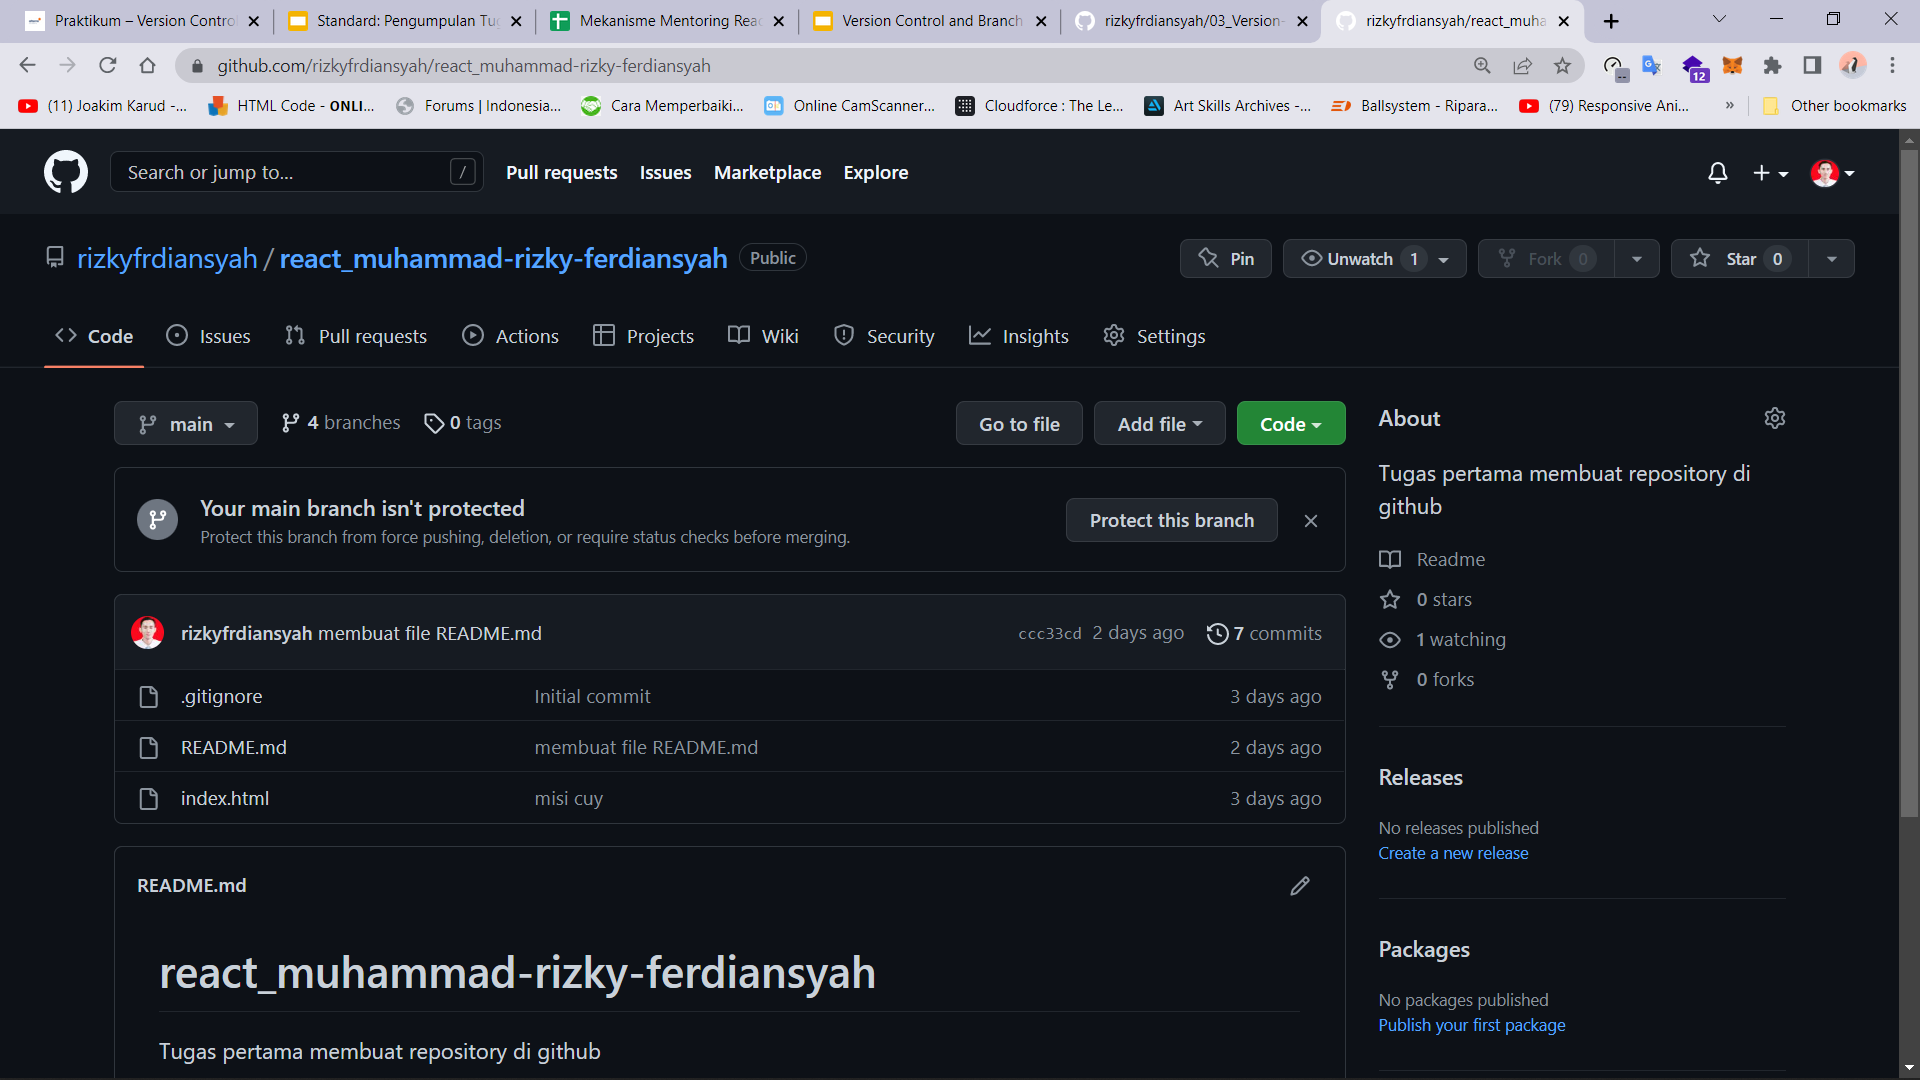 Praktikum – Version Contro
Standard: Pengumpulan Tu
Mekanisme Mentoring Rea
Version Control and Branch
rizkyfrdiansyah/03_Version-
rizkyfrdiansyah/react_muha
github.com/rizkyfrdiansyah/react_muhammad-rizky-ferdiansyah
--
12
(11) Joakim Karud -...
HTML Code - ONLI...
Forums | Indonesia...
Cara Memperbaiki...
Online CamScanner...
Cloudforce : The Le...
Art Skills Archives -...
Ballsystem - Ripara...
(79) Responsive Ani...
»
Other bookmarks
Search or jump to...
/
Pull requests
Issues
Marketplace
Explore
rizkyfrdiansyah / react_muhammad-rizky-ferdiansyah
Public
Pin
Unwatch 1
Fork 0
Star 0
Code
Issues
Pull requests
Actions
Projects
Wiki
Security
Insights
Settings
main
4 branches
0 tags
Go to file
Add file
Code
Your main branch isn't protected
Protect this branch from force pushing, deletion, or require status checks before merging.
Protect this branch
rizkyfrdiansyah membuat file README.md
ccc33cd 2 days ago
7 commits
.gitignore
Initial commit
3 days ago
README.md
membuat file README.md
2 days ago
index.html
misi cuy
3 days ago
README.md
react_muhammad-rizky-ferdiansyah
Tugas pertama membuat repository di github
About
Tugas pertama membuat repository di
github
Readme
0 stars
1 watching
0 forks
Releases
No releases published
Create a new release
Packages
No packages published
Publish your first package